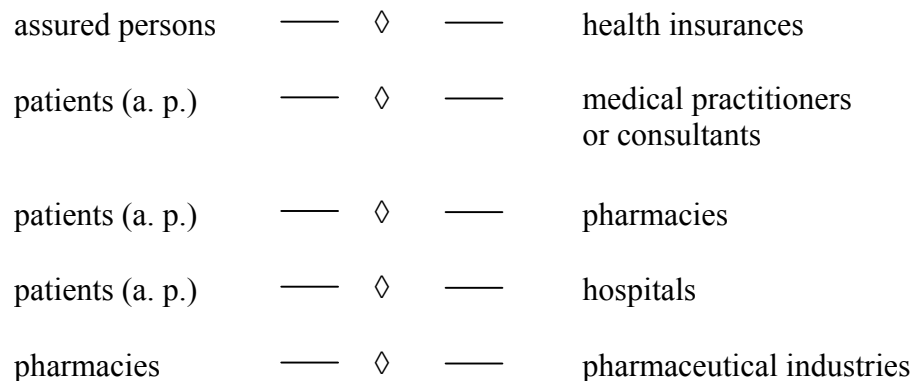 assured persons — ◊ — health insurances
patients (a. p.) — ◊ — medical practitioners
or consultants
patients (a. p.) — ◊ — pharmacies
patients (a. p.) — ◊ — hospitals
pharmacies — ◊ — pharmaceutical industries